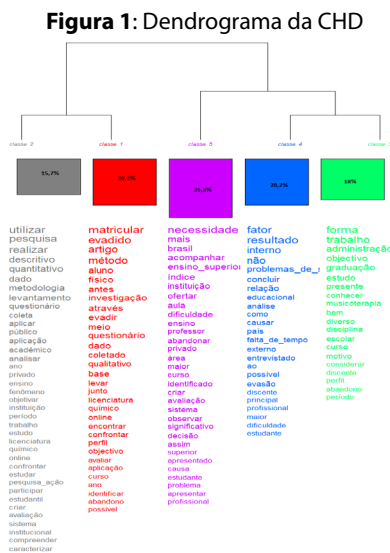 Figura 1: Dendrograma da CHD
classe 2
classe 1
classe 5
classe 4
15,7%
20,2%
20,2%
18%
utilizar
pesquisa
realizar
descritivo
quantitativo
dado
metodologia
levantamento
questionário
coleta
aplicar
público
aplicação
acadêmico
analisar
ano
privado
ensino
fenômeno
objetivar
instituição
período
trabalho
estudo
licenciatura
químico
online
confrontar
estudar
pesquisa_ação
participar
estudantil
criar
avaliação
sistema
institucional
compreender
caracterizar
matricular
evadido
artigo
método
aluno
físico
antes
investigação
através
evadir
meio
questionário
dado
coletado
qualitativo
base
levar
junto
licenciatura
químico
online
encontrar
confrontar
perfil
objectivo
avaliar
aplicação
curso
ano
identificar
abandono
possível
necessidade
mais
brasil
acompanhar
ensino_superio
índice
instituição
ofertar
aula
dificuldade
ensino
professor
abandonar
privado
área
maior
curso
identificado
criar
avaliação
sistema
observar
significativo
decisão
assim
superior
apresentado
causa
estudante
problema
apresentar
profissional
fator
resultado
interno
não
problemas_de_
concluir
relação
educacional
análise
como
causar
país
falta_de_tempo
externo
entrevistado
ao
possível
evasão
discente
principal
profissional
maior
dificuldade
estudante
forma
trabalho
administração
objectivo
graduação
estudo
presente
conhecer
musicoterapia
bem
diverso
disciplina
escolar
curso
motivo
considerar
discente
perfil
abandono
período